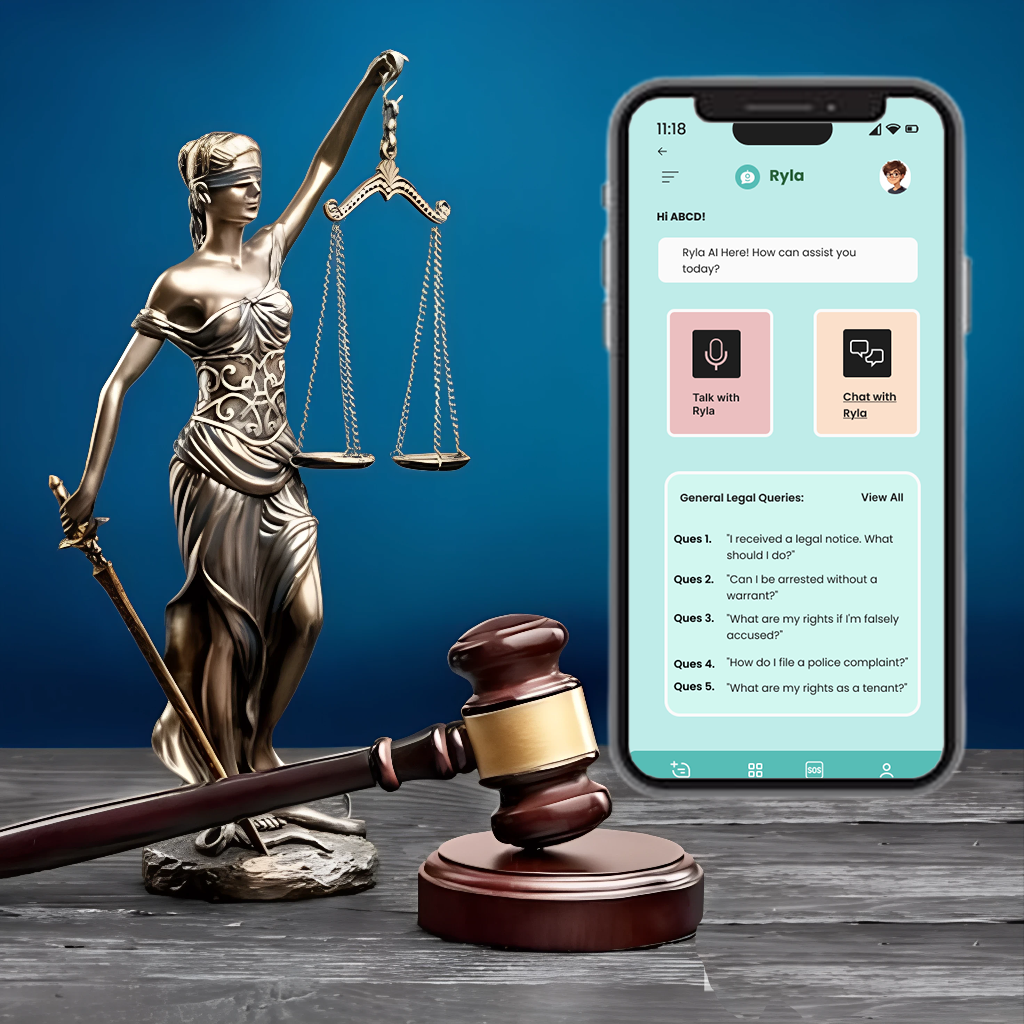 11:18
Ryla
Hi ABCD!
Ryla AI Here! How can assist you
today?
Talk with
Ryla
Chat with
Ryla
General Legal Queries:
View All
Ques 1.
"I received a legal notice. What
should I do?"
Ques 2.
"Can I be arrested without a
warrant?"
Ques 3.
"What are my rights if I'm falsely
accused?"
Ques 4.
"How do I file a police complaint?"
Ques 5.
"What are my rights as a tenant?"
SOS